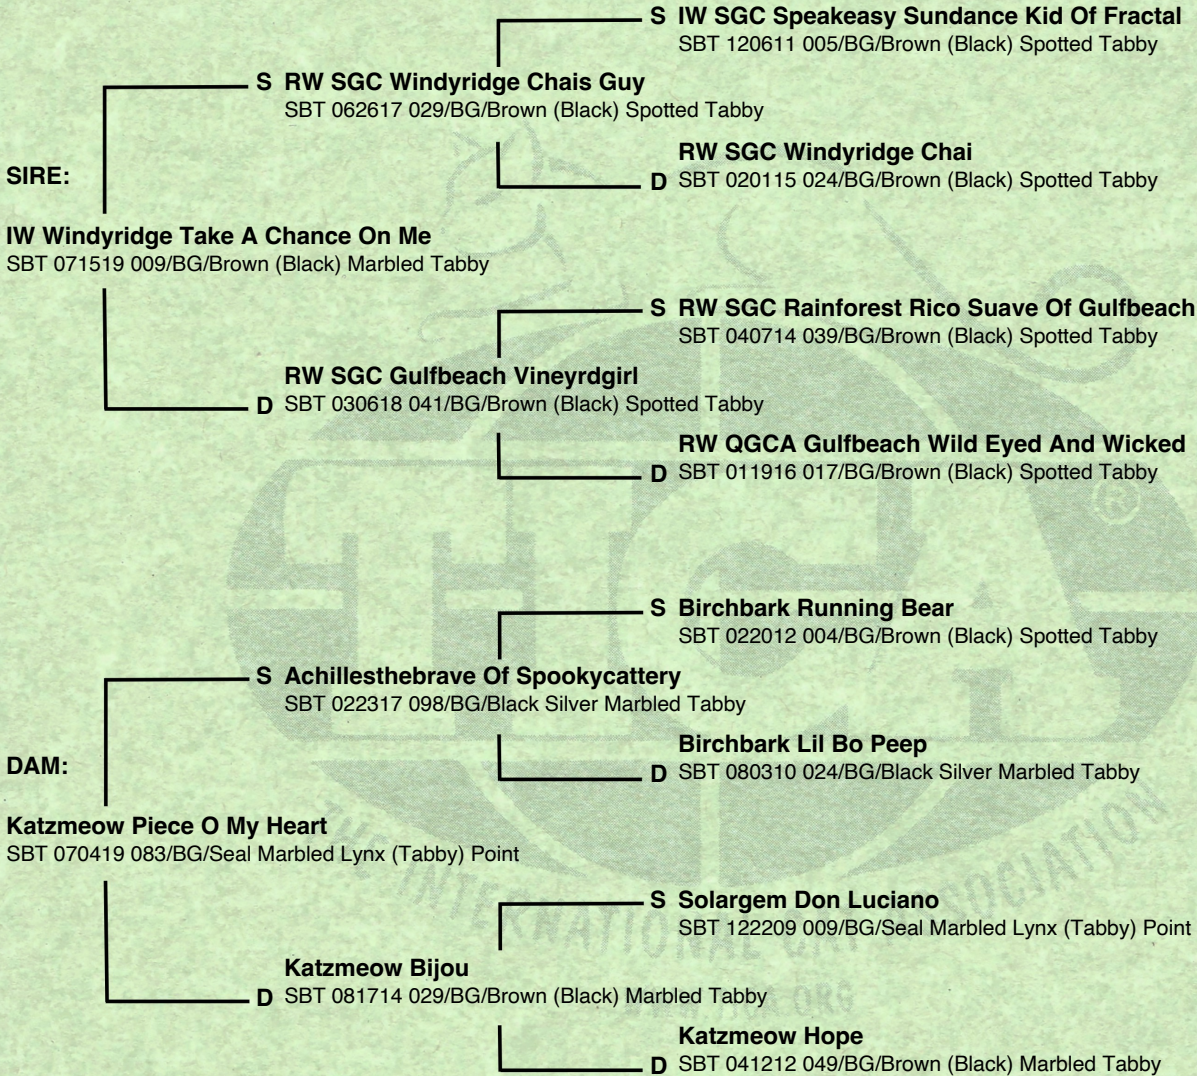 S IW SGC Speakeasy Sundance Kid Of Fractal
SBT 120611 005/BG/Brown (Black) Spotted Tabby
S RW SGC Windyridge Chais Guy
SBT 062617 029/BG/Brown (Black) Spotted Tabby
RW SGC Windyridge Chai
D SBT 020115 024/BG/Brown (Black) Spotted Tabby
SIRE:
IW Windyridge Take A Chance On Me
SBT 071519 009/BG/Brown (Black) Marbled Tabby
S RW SGC Rainforest Rico Suave Of Gulfbeach
SBT 040714 039/BG/Brown (Black) Spotted Tabby
RW SGC Gulfbeach Vineyrdgirl
D SBT 030618 041/BG/Brown (Black) Spotted Tabby
RW QGCA Gulfbeach Wild Eyed And Wicked
D SBT 011916 017/BG/Brown (Black) Spotted Tabby
S Birchbark Running Bear
SBT 022012 004/BG/Brown (Black) Spotted Tabby
S Achillesthebrave Of Spookycattery
SBT 022317 098/BG/Black Silver Marbled Tabby
Birchbark Lil Bo Peep
D SBT 080310 024/BG/Black Silver Marbled Tabby
DAM:
Katzmeow Piece O My Heart
SBT 070419 083/BG/Seal Marbled Lynx (Tabby) Point
S Solargem Don Luciano
SBT 122209 009/BG/Seal Marbled Lynx (Tabby) Point
Katzmeow Bijou
D SBT 081714 029/BG/Brown (Black) Marbled Tabby
Katzmeow Hope
D SBT 041212 049/BG/Brown (Black) Marbled Tabby
TICA
®
THE INTERNATIONAL CAT ASSOCIATION
WWW.TICA.ORG